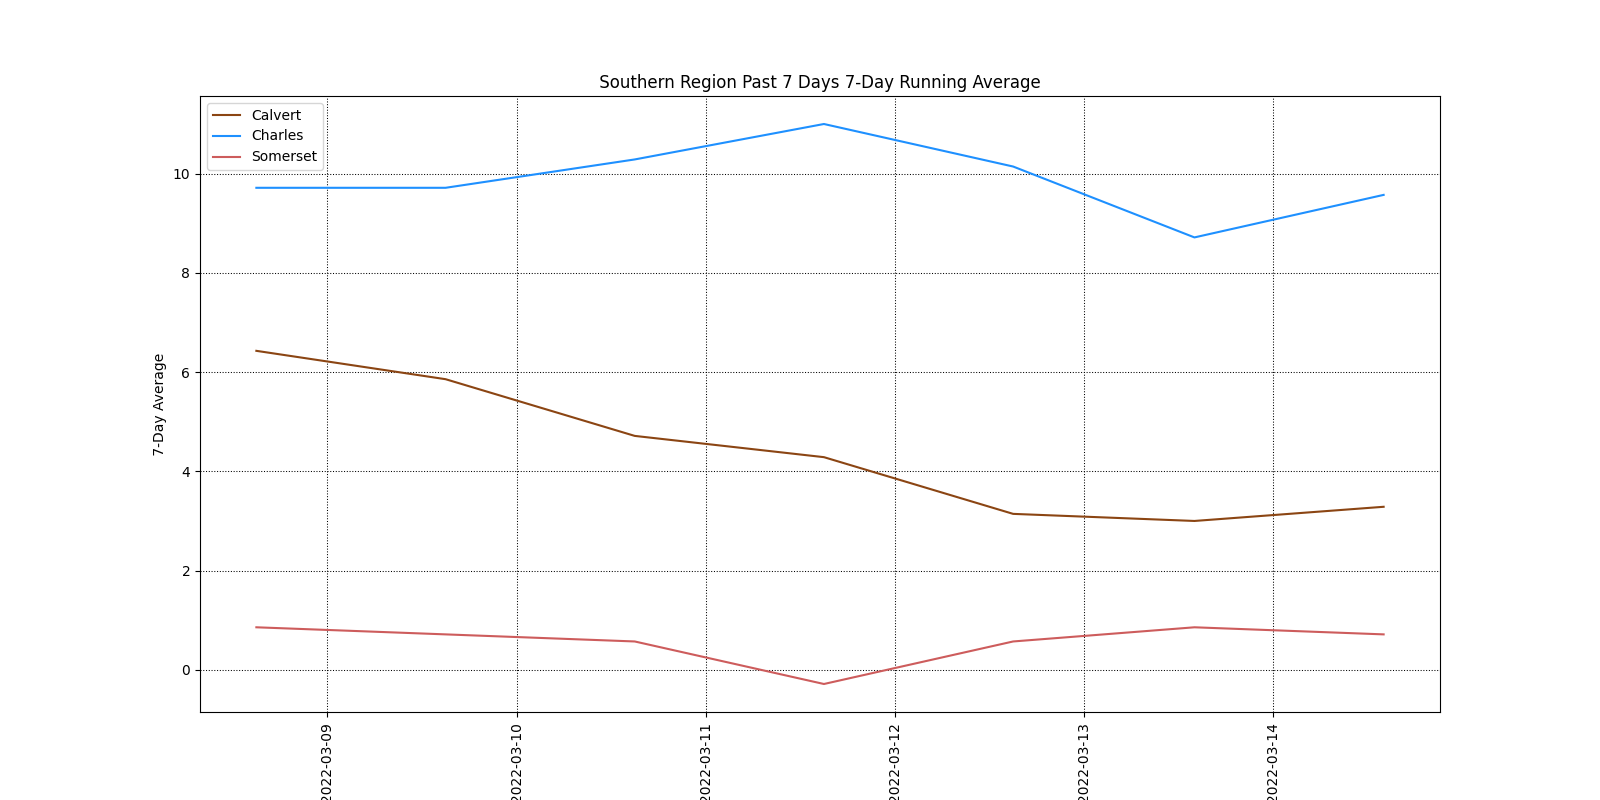 Southern Region Past 7 Days 7-Day Running Average
Calvert
Charles
Somerset
7-Day Average
10
8
6
4
2
0
2022-03-09
2022-03-10
2022-03-11
2022-03-12
2022-03-13
2022-03-14